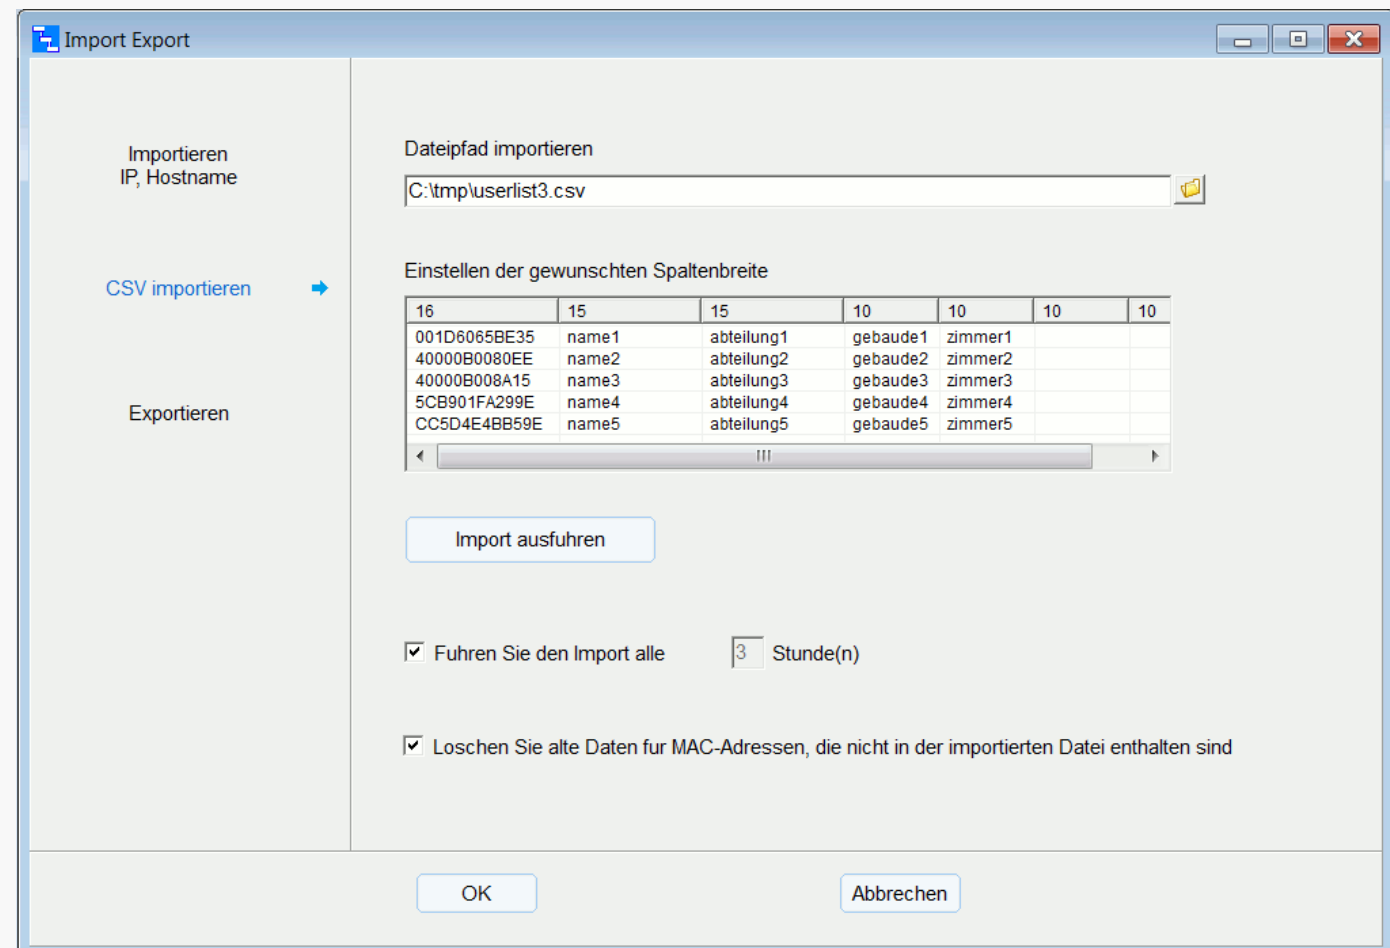 Import Export
Importieren
IP, Hostname
CSV importieren
Exportieren
Dateipfad importieren
C:\tmp\userlist3.csv
Einstellen der gewunschten Spaltenbreite
16 15 15 10 10 10 10
001D6065BE35 name1 abteilung1 gebaude1 zimmer1
40000B0080EE name2 abteilung2 gebaude2 zimmer2
40000B008A15 name3 abteilung3 gebaude3 zimmer3
5CB901FA299E name4 abteilung4 gebaude4 zimmer4
CC5D4E4BB59E name5 abteilung5 gebaude5 zimmer5
Import ausfuhren
Fuhren Sie den Import alle 3 Stunde(n)
Loschen Sie alte Daten fur MAC-Adressen, die nicht in der importierten Datei enthalten sind
OK Abbrechen